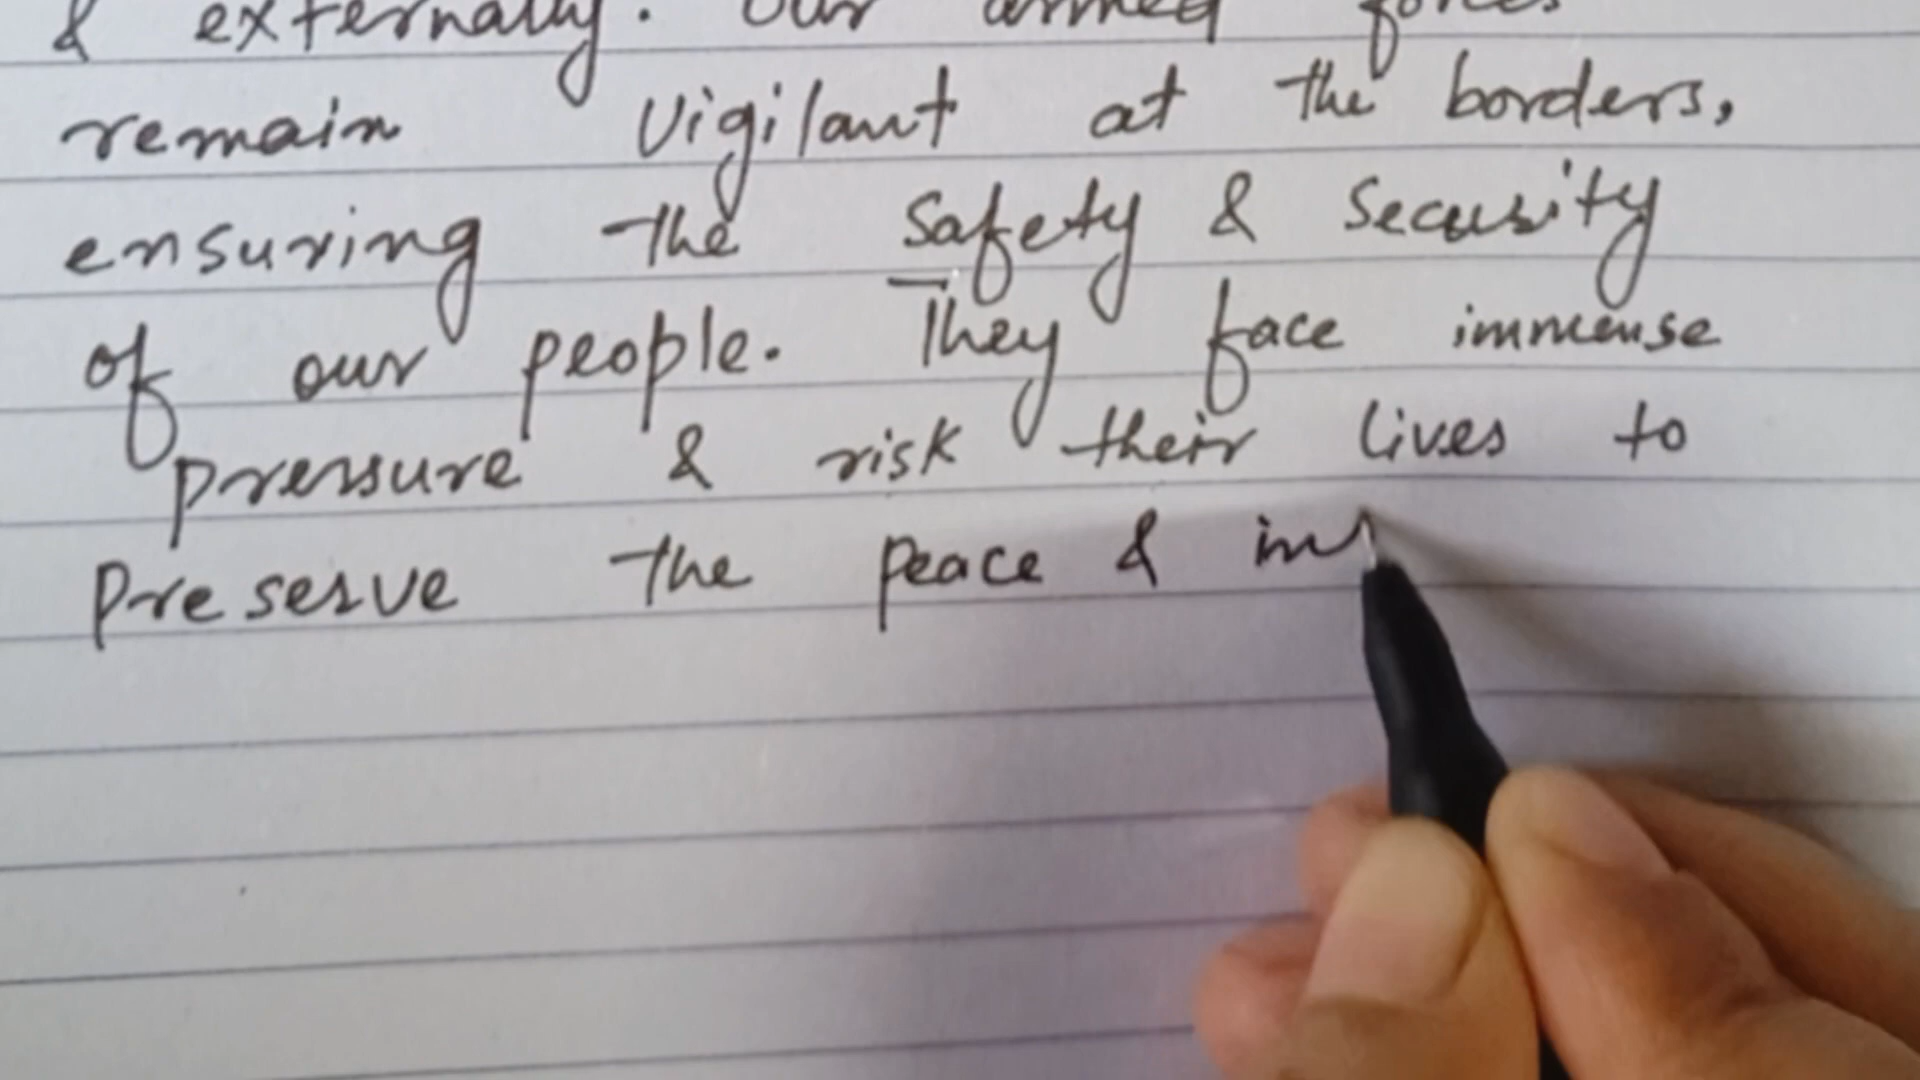 & externally. Our armed forces
remain vigilant at the borders,
ensuring the safety & security
of our people. They face immense
pressure & risk their lives to
preserve the peace &